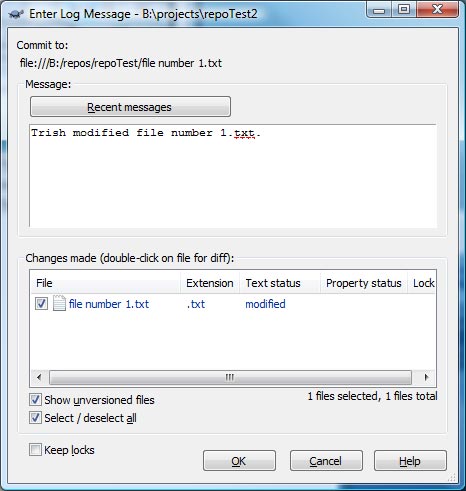 Enter Log Message - B:\projects\repoTest2
Commit to:
file:///B:/repos/repoTest/file number 1.txt
Message:
Recent messages
Trish modified file number 1.txt.
Changes made (double-click on file for diff):
File Extension Text status Property status Lock
file number 1.txt .txt modified
1 files selected, 1 files total
Show unversioned files
Select / deselect all
Keep locks
OK Cancel Help